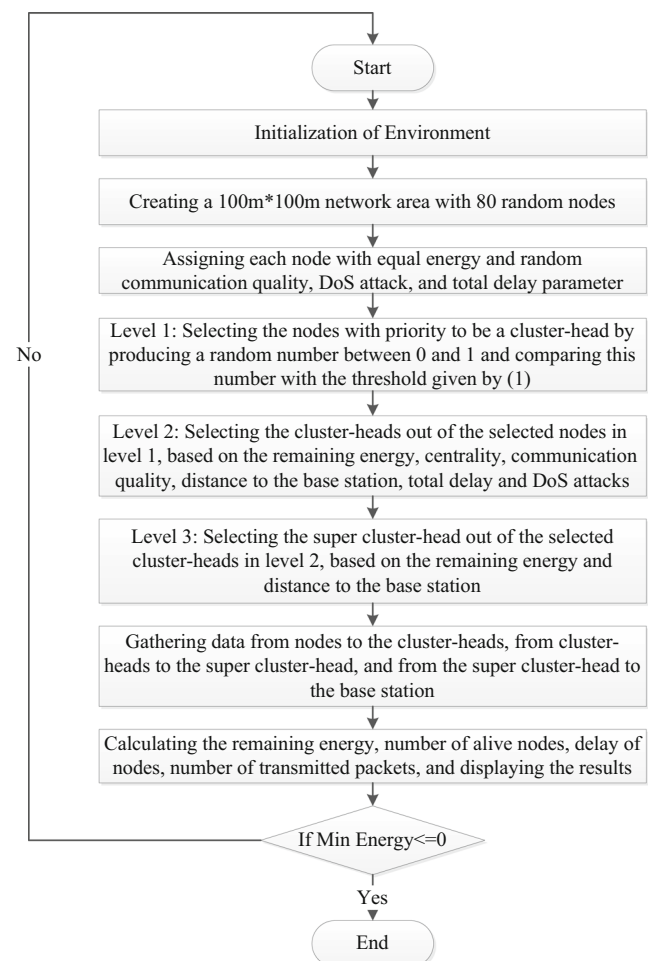 Start
Initialization of Environment
Creating a 100m*100m network area with 80 random nodes
Assigning each node with equal energy and random
communication quality, DoS attack, and total delay parameter
Level 1: Selecting the nodes with priority to be a cluster-head by
producing a random number between 0 and 1 and comparing this
number with the threshold given by (1)
No
Level 2: Selecting the cluster-heads out of the selected nodes in
level 1, based on the remaining energy, centrality, communication
quality, distance to the base station, total delay and DoS attacks
Level 3: Selecting the super cluster-head out of the selected
cluster-heads in level 2, based on the remaining energy and
distance to the base station
Gathering data from nodes to the cluster-heads, from cluster-
heads to the super cluster-head, and from the super cluster-head to
the base station
Calculating the remaining energy, number of alive nodes, delay of
nodes, number of transmitted packets, and displaying the results
If Min Energy<=0
Yes
End